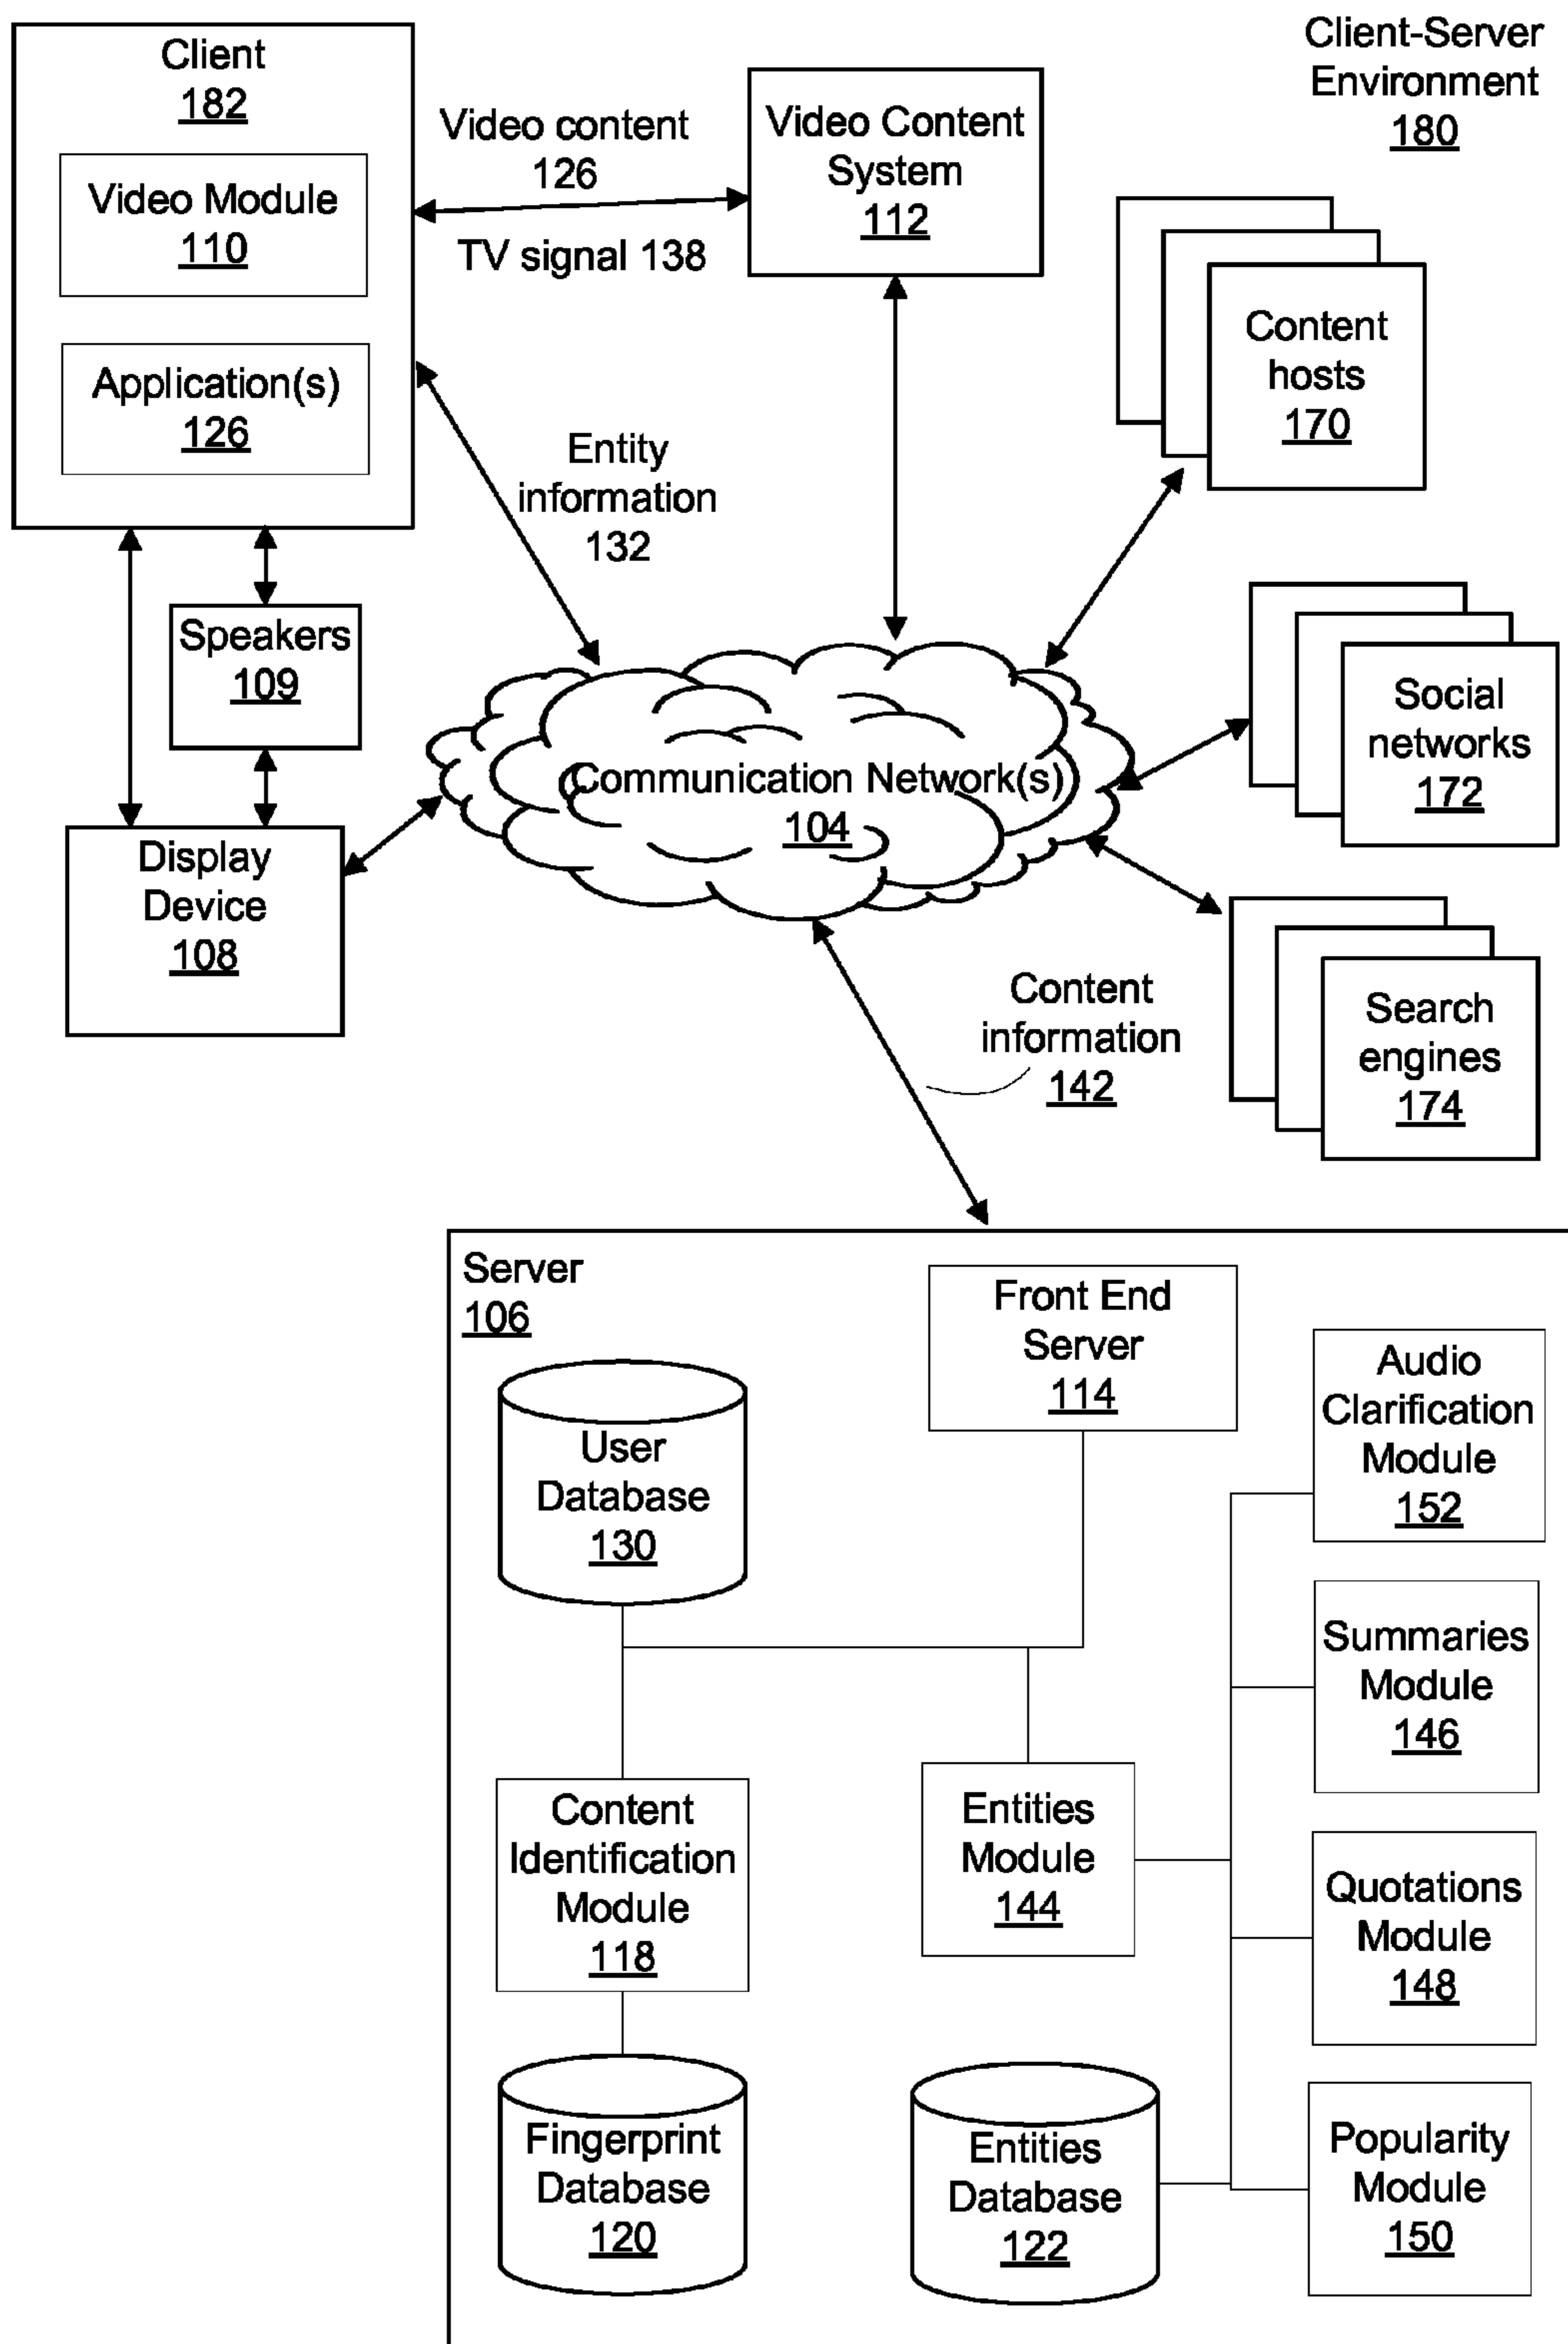 Client
182
Video Module
110
Application(s)
126
Video content
126
TV signal 138
Video Content
System
112
Client-Server
Environment
180
Content
hosts
170
Entity
information
132
Speakers
109
Social
networks
172
Communication Network(s)
104
Display
Device
108
Content
information
142
Search
engines
174
Server
106
Front End
Server
114
Audio
Clarification
Module
152
User
Database
130
Summaries
Module
146
Content
Identification
Module
118
Entities
Module
144
Quotations
Module
148
Fingerprint
Database
120
Entities
Database
122
Popularity
Module
150